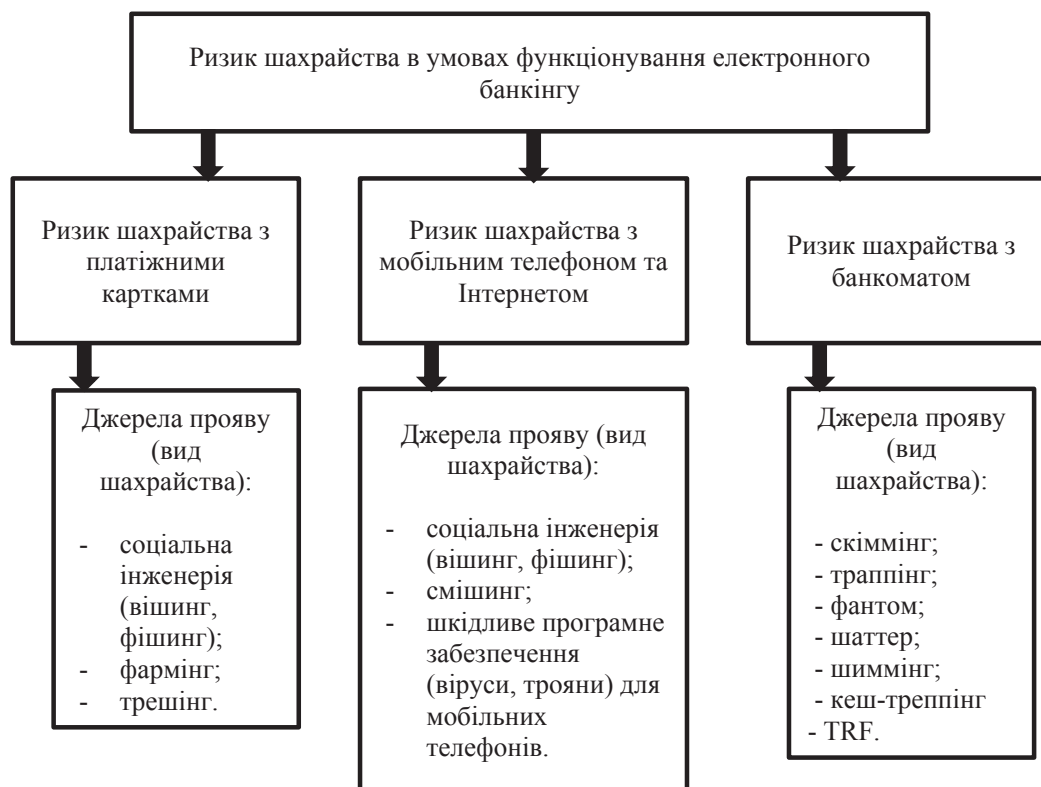 Ризик шахрайства в умовах функціонування електронного
банкінгу
Ризик шахрайства з
платіжними
картками
Ризик шахрайства з
мобільним телефоном та
Інтернетом
Ризик шахрайства з
банкоматом
Джерела прояву
(вид
шахрайства):
- соціальна
інженерія
(вішинг,
фішинг);
- фармінг;
- трешінг.
Джерела прояву (вид
шахрайства):
- соціальна інженерія
(вішинг, фішинг);
- смішинг;
- шкідливе програмне
забезпечення
(віруси, трояни) для
мобільних
телефонів.
Джерела прояву
(вид
шахрайства):
- скіммінг;
- траппінг;
- фантом;
- шаттер;
- шиммінг;
- кеш-треппінг
- TRF.